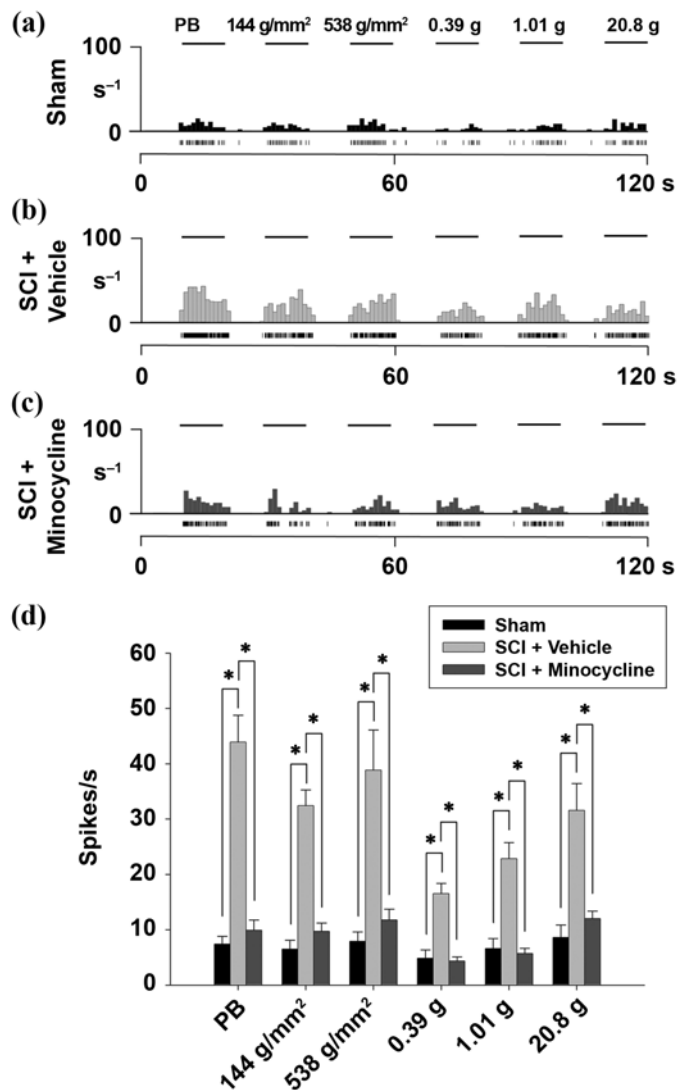 (a)
PB 144 g/mm² 538 g/mm² 0.39 g 1.01 g 20.8 g
100
s⁻¹
0
Sham
0 60 120 s
(b)
100
s⁻¹
0
SCI +
Vehicle
0 60 120 s
(c)
100
s⁻¹
0
SCI +
Minocycline
0 60 120 s
(d)
Sham
SCI + Vehicle
SCI + Minocycline
60
50
40
30
20
10
0
Spikes/s
* * * * * * * * * * * *
PB 144 g/mm² 538 g/mm² 0.39 g 1.01 g 20.8 g